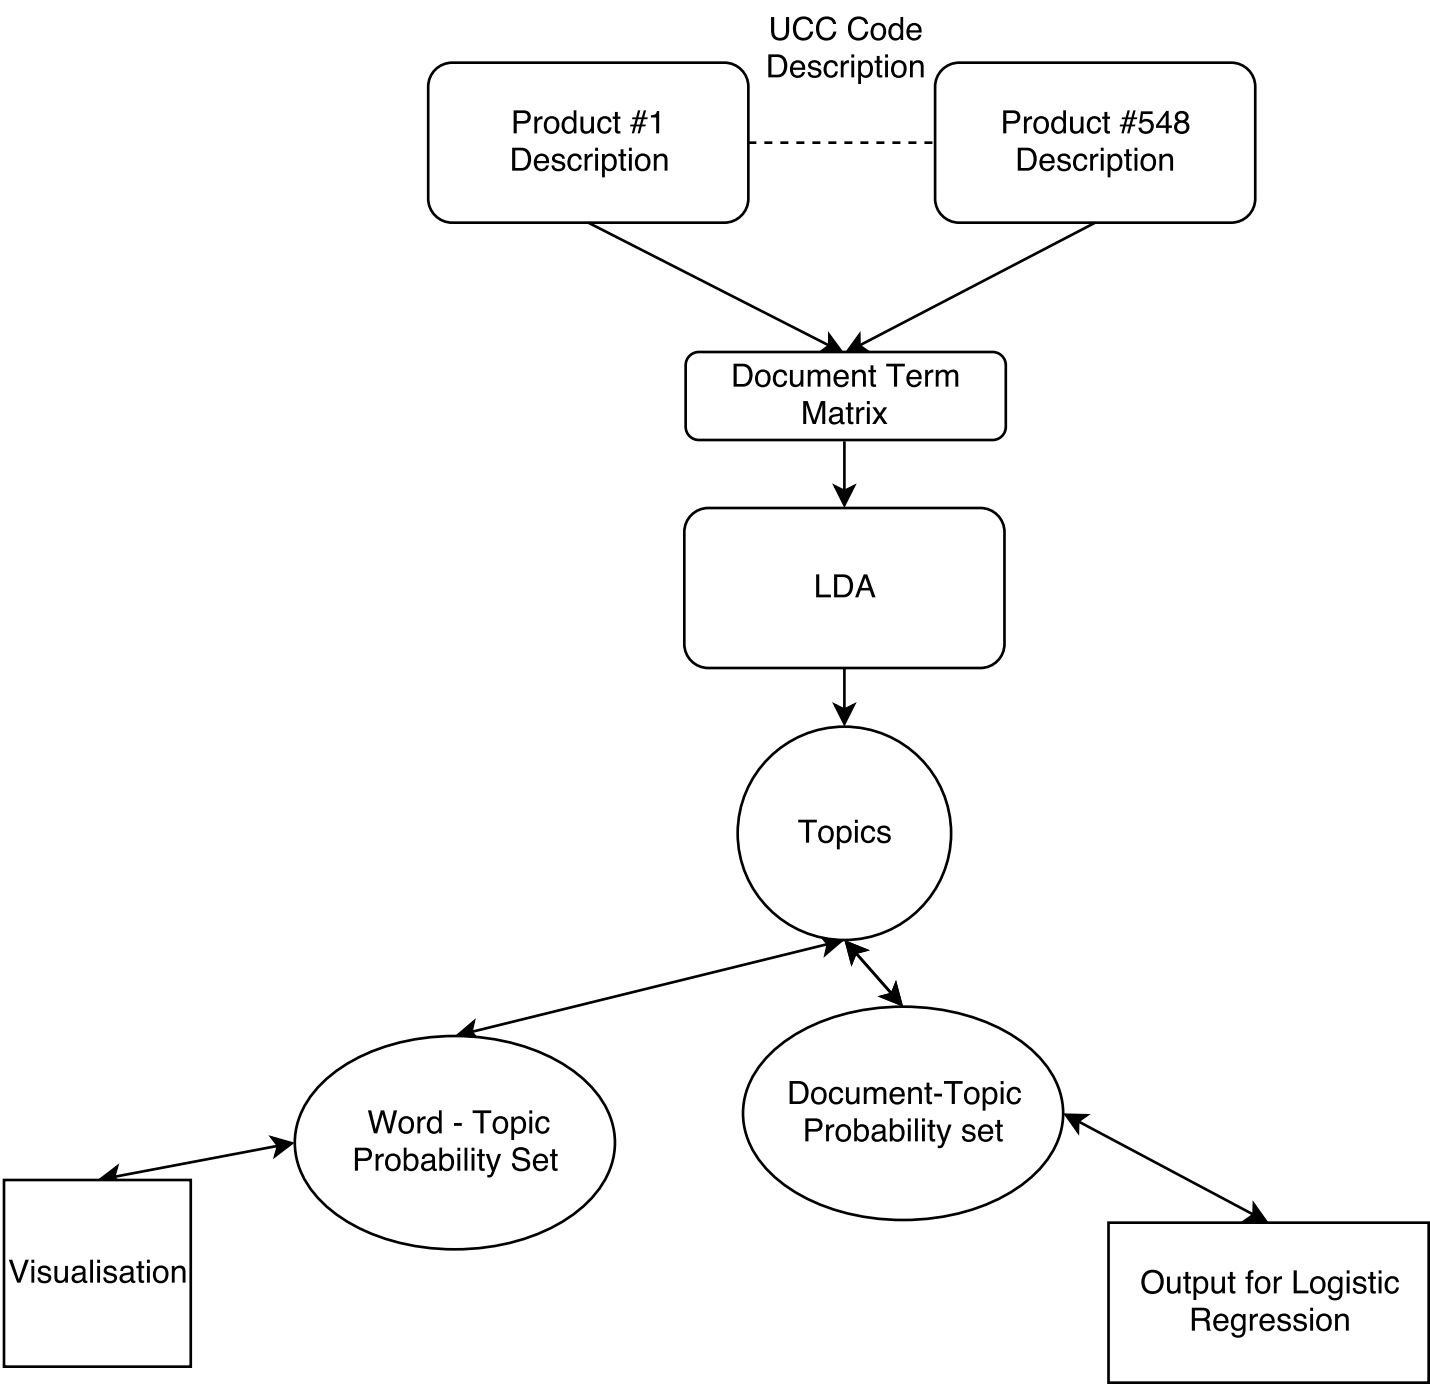 UCC Code
Description
Product #1
Description
Product #548
Description
Document Term
Matrix
LDA
Topics
Word - Topic
Probability Set
Document-Topic
Probability set
Visualisation
Output for Logistic
Regression